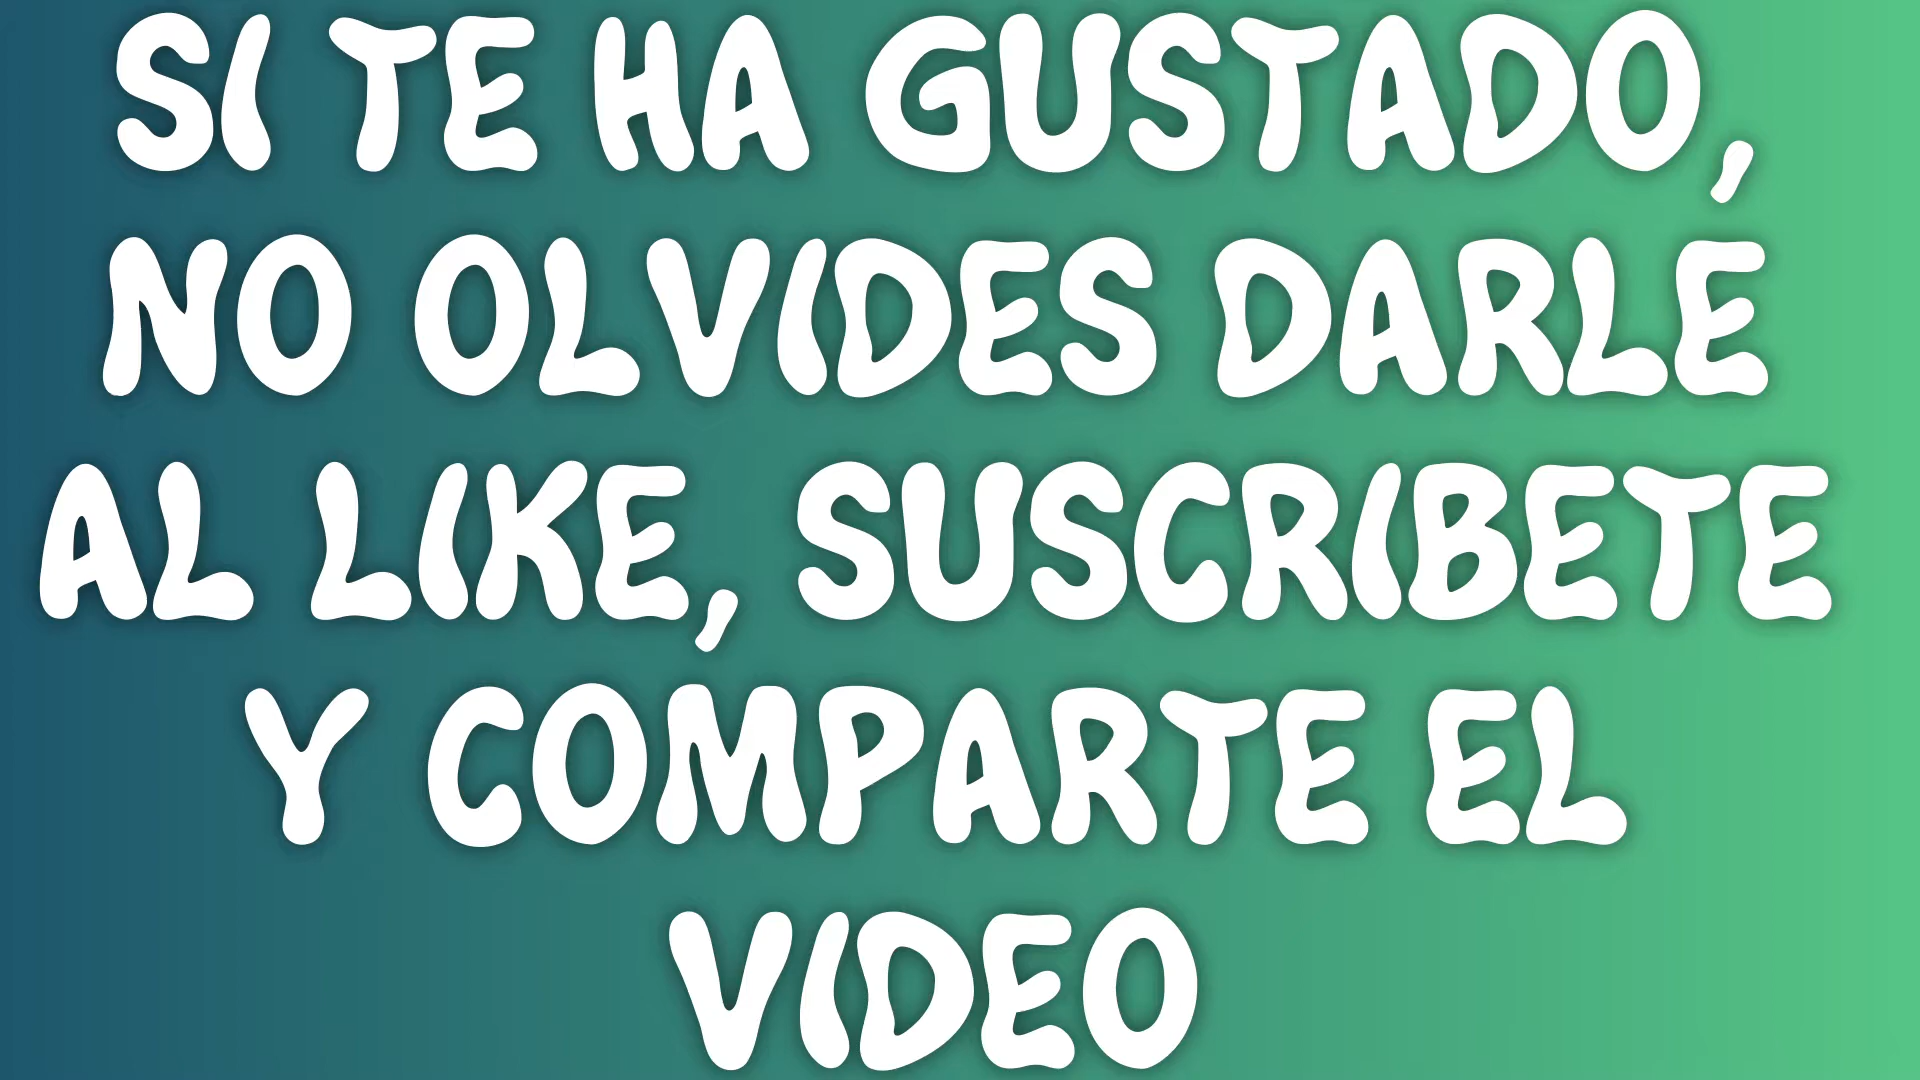 SI TE HA GUSTADO,
NO OLVIDES DARLE
AL LIKE, SUSCRIBETE
Y COMPARTE EL
VIDEO